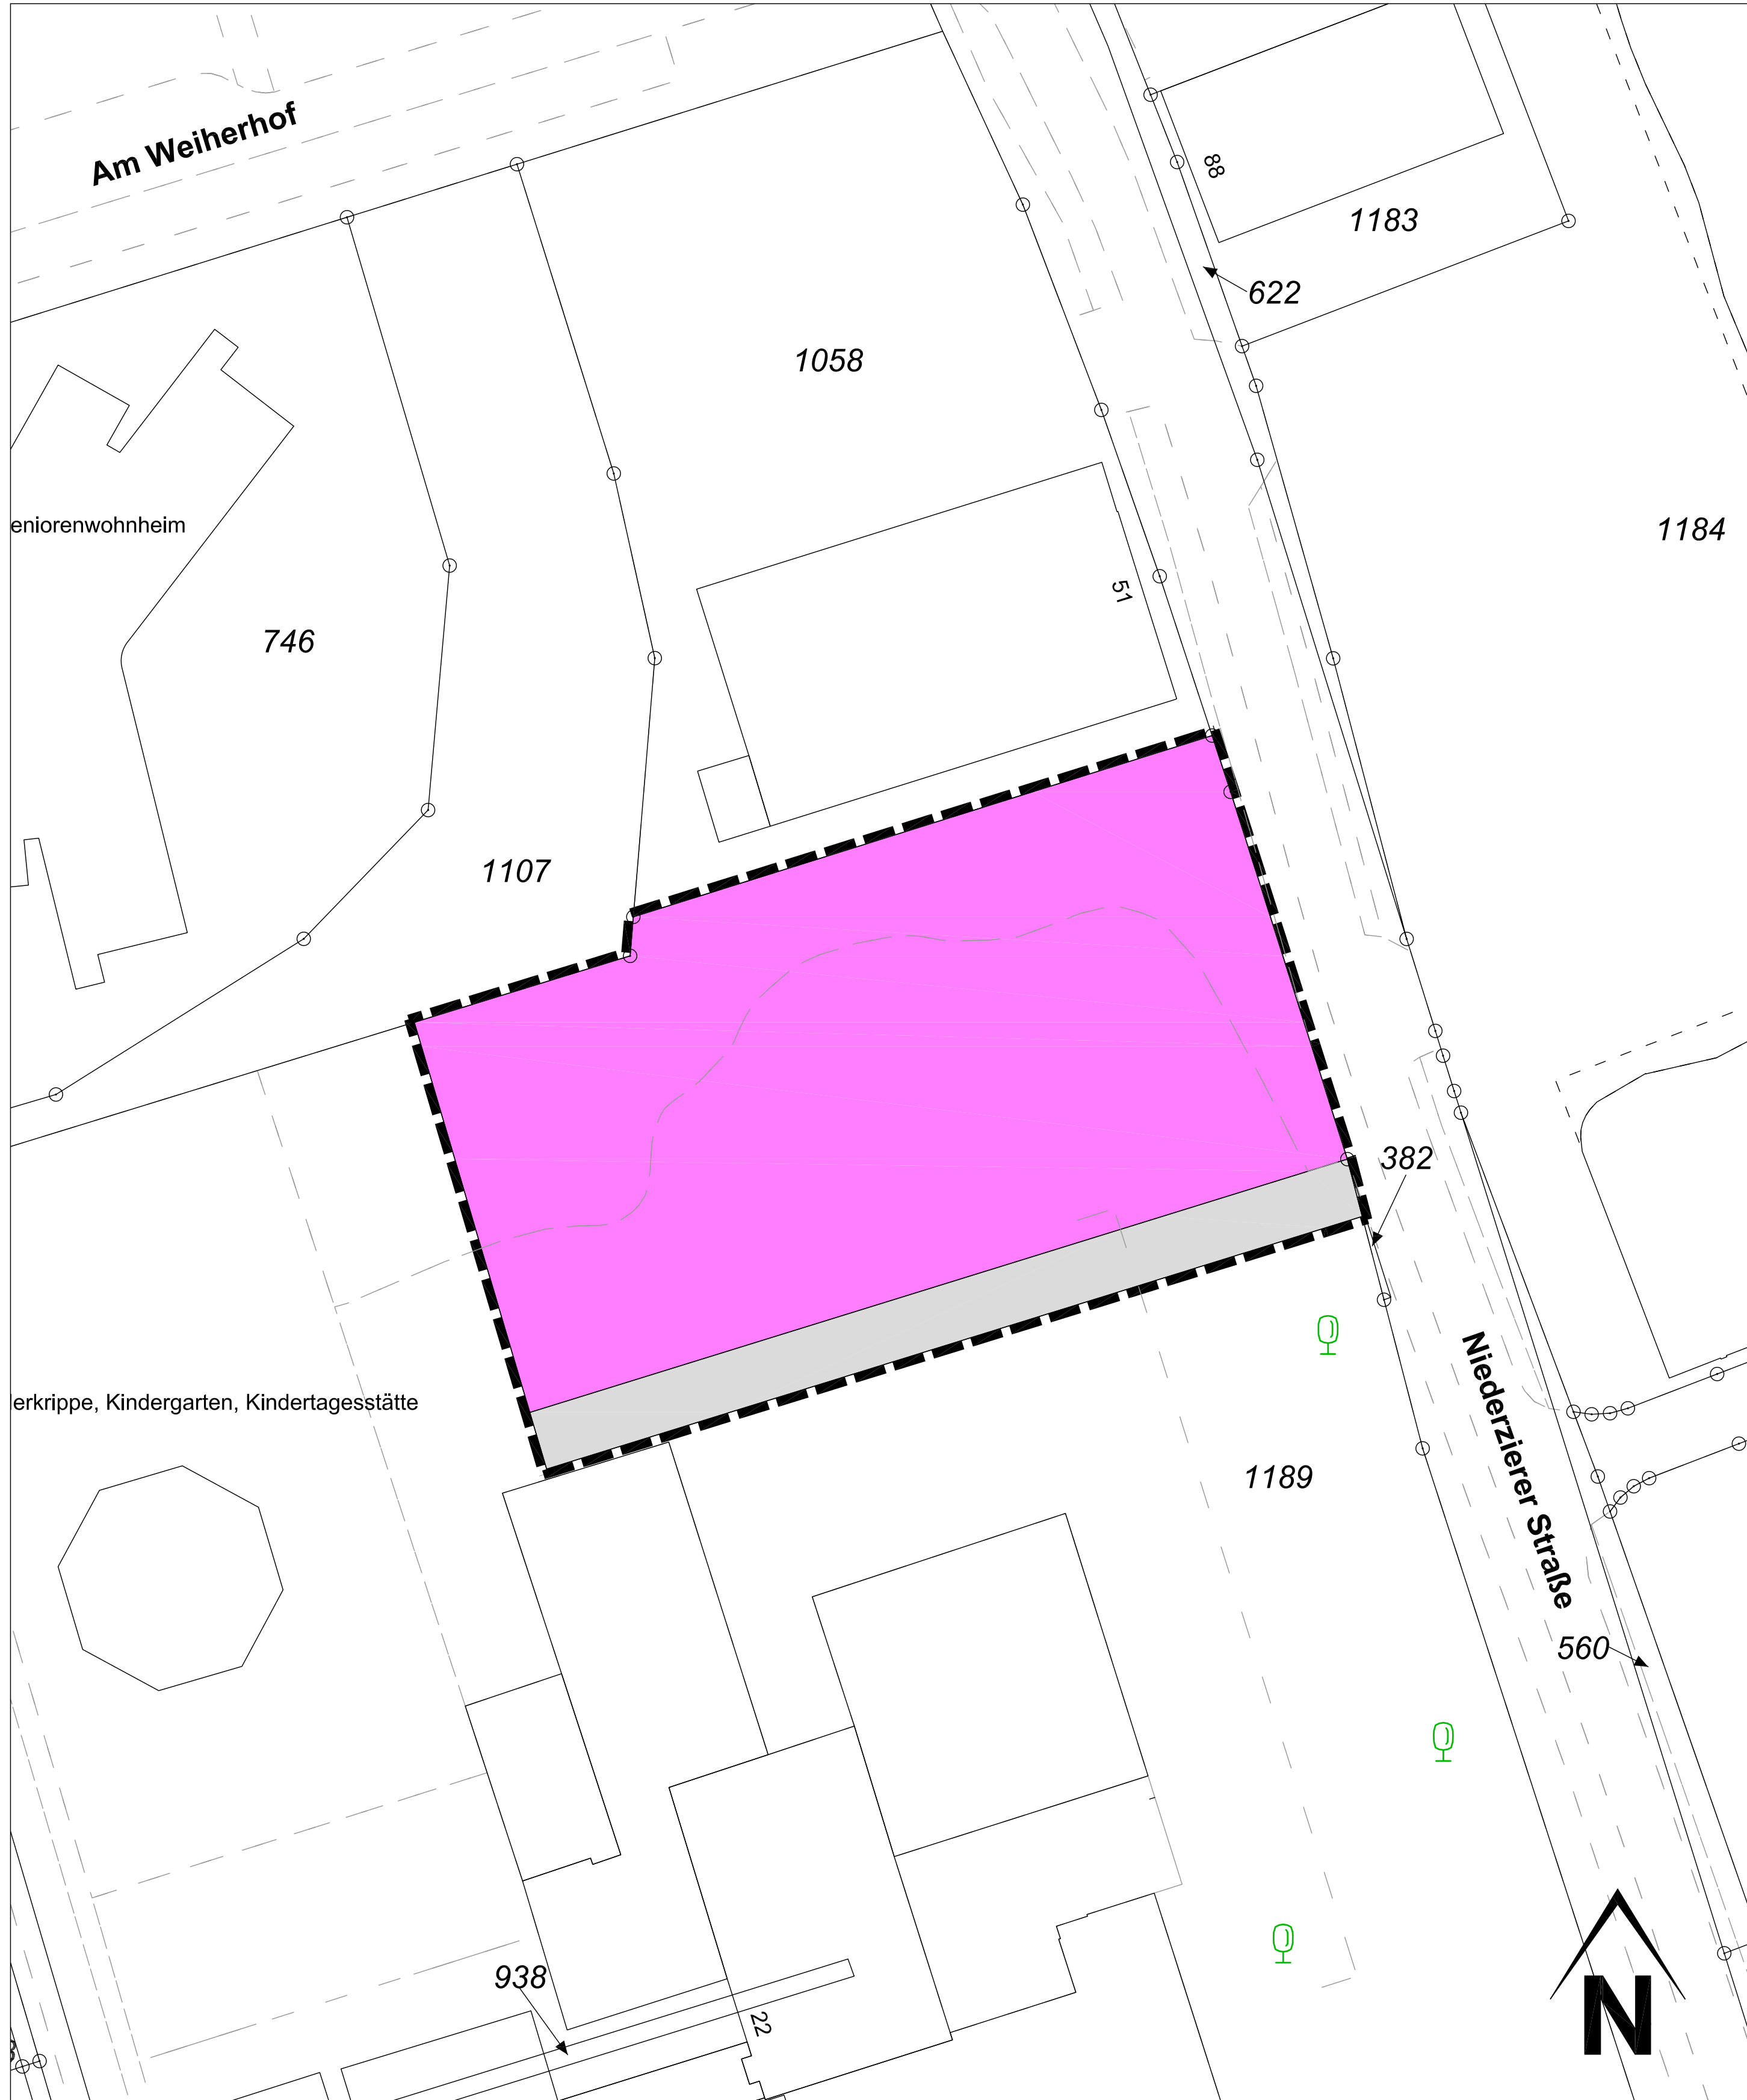 Am Weiherhof
88
1183
622
1058
eniorenwohnheim
1184
51
746
1107
382
Niederzierer Straße
erkrippe, Kindergarten, Kindertagesstätte
1189
560
938
22
N